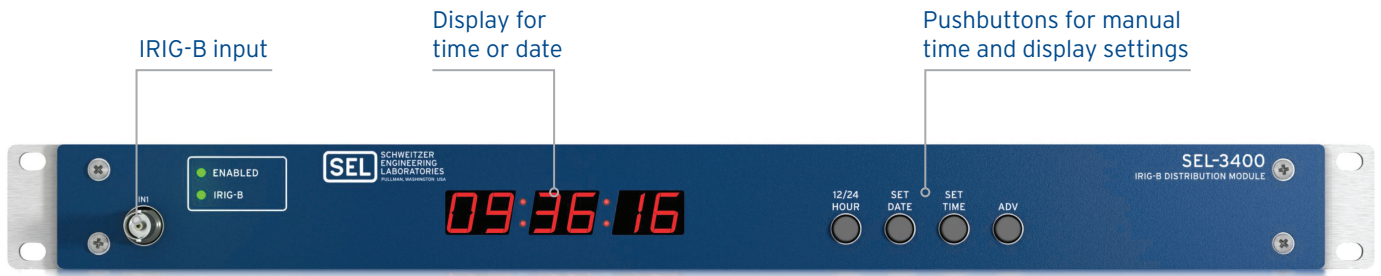 IRIG-B input
Display for
time or date
Pushbuttons for manual
time and display settings
IN1
ENABLED
IRIG-B
SEL
SCHWEITZER
ENGINEERING
LABORATORIES
PULLMAN, WASHINGTON USA
09:36:16
12/24
HOUR
SET
DATE
SET
TIME
ADV
SEL-3400
IRIG-B DISTRIBUTION MODULE